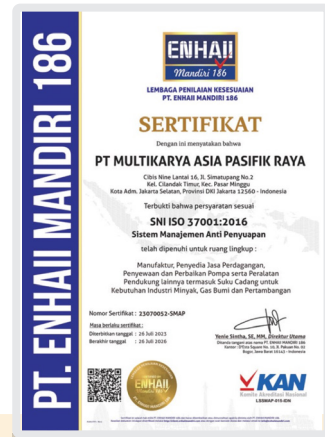 PT. ENHAII MANDIRI 186
ENHAII
Mandiri 186
LEMBAGA PENILAIAN KESESUAIAN
PT. ENHAII MANDIRI 186
SERTIFIKAT
Dengan ini menyatakan bahwa
PT MULTIKARYA ASIA PASIFIK RAYA
Cibis Nine Lantai 16, Jl. Simatupang No.2
Kel. Cilandak Timur, Kec. Pasar Minggu
Kota Adm. Jakarta Selatan, Provinsi DKI Jakarta 12560 - Indonesia
Terbukti bahwa persyaratan sesuai
SNI ISO 37001:2016
Sistem Manajemen Anti Penyuapan
telah dipenuhi untuk ruang lingkup :
Manufaktur, Penyedia Jasa Perdagangan,
Penyewaan dan Perbaikan Pompa serta Peralatan
Pendukung lainnya termasuk Suku Cadang untuk
Kebutuhan Industri Minyak, Gas Bumi dan Pertambangan
Nomor Sertifikat : 23070052-SMAP
Masa berlaku sertifikat :
Diterbitkan tanggal : 26 Juli 2023
Berakhir tanggal : 26 Juli 2026
Yenie Sintha, SE, MM, Direktur Utama
ENHAII
KAN
Komite Akreditasi Nasional